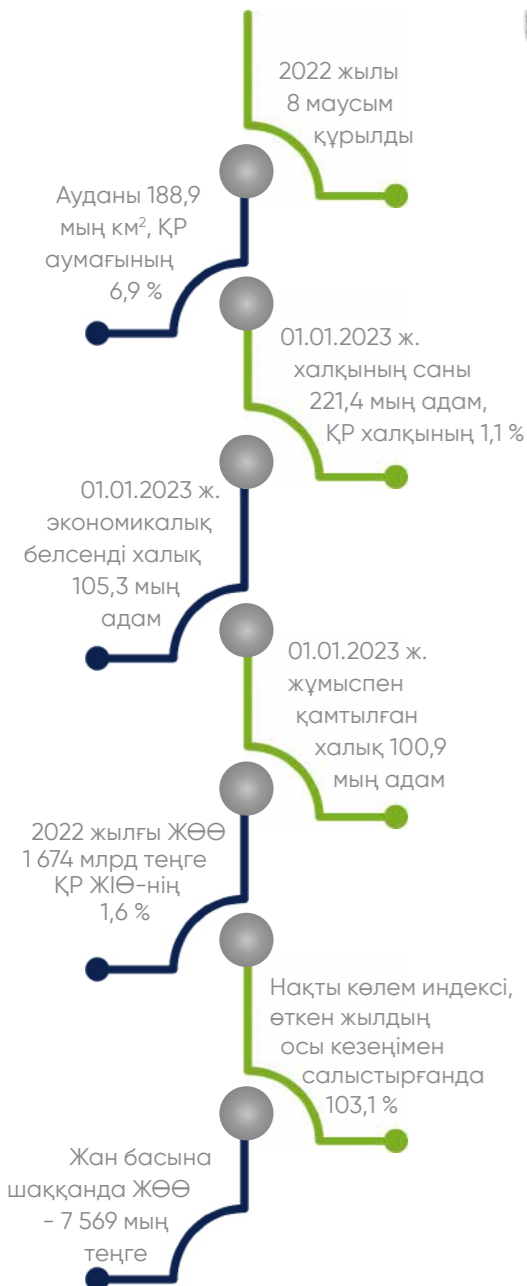 2022 жылы
8 маусым
құрылды
Ауданы 188,9
мың км², ҚР
аумағының
6,9 %
01.01.2023 ж.
халқының саны
221,4 мың адам,
ҚР халқының 1,1 %
01.01.2023 ж.
экономикалық
белсенді халық
105,3 мың
адам
01.01.2023 ж.
жұмыспен
қамтылған
халық 100,9
мың адам
2022 жылғы ЖӨӨ
1 674 млрд теңге
ҚР ЖІӨ-нің
1,6 %
Нақты көлем индексі,
өткен жылдың
осы кезеңімен
салыстырғанда
103,1 %
Жан басына
шаққанда ЖӨӨ
- 7 569 мың
теңге